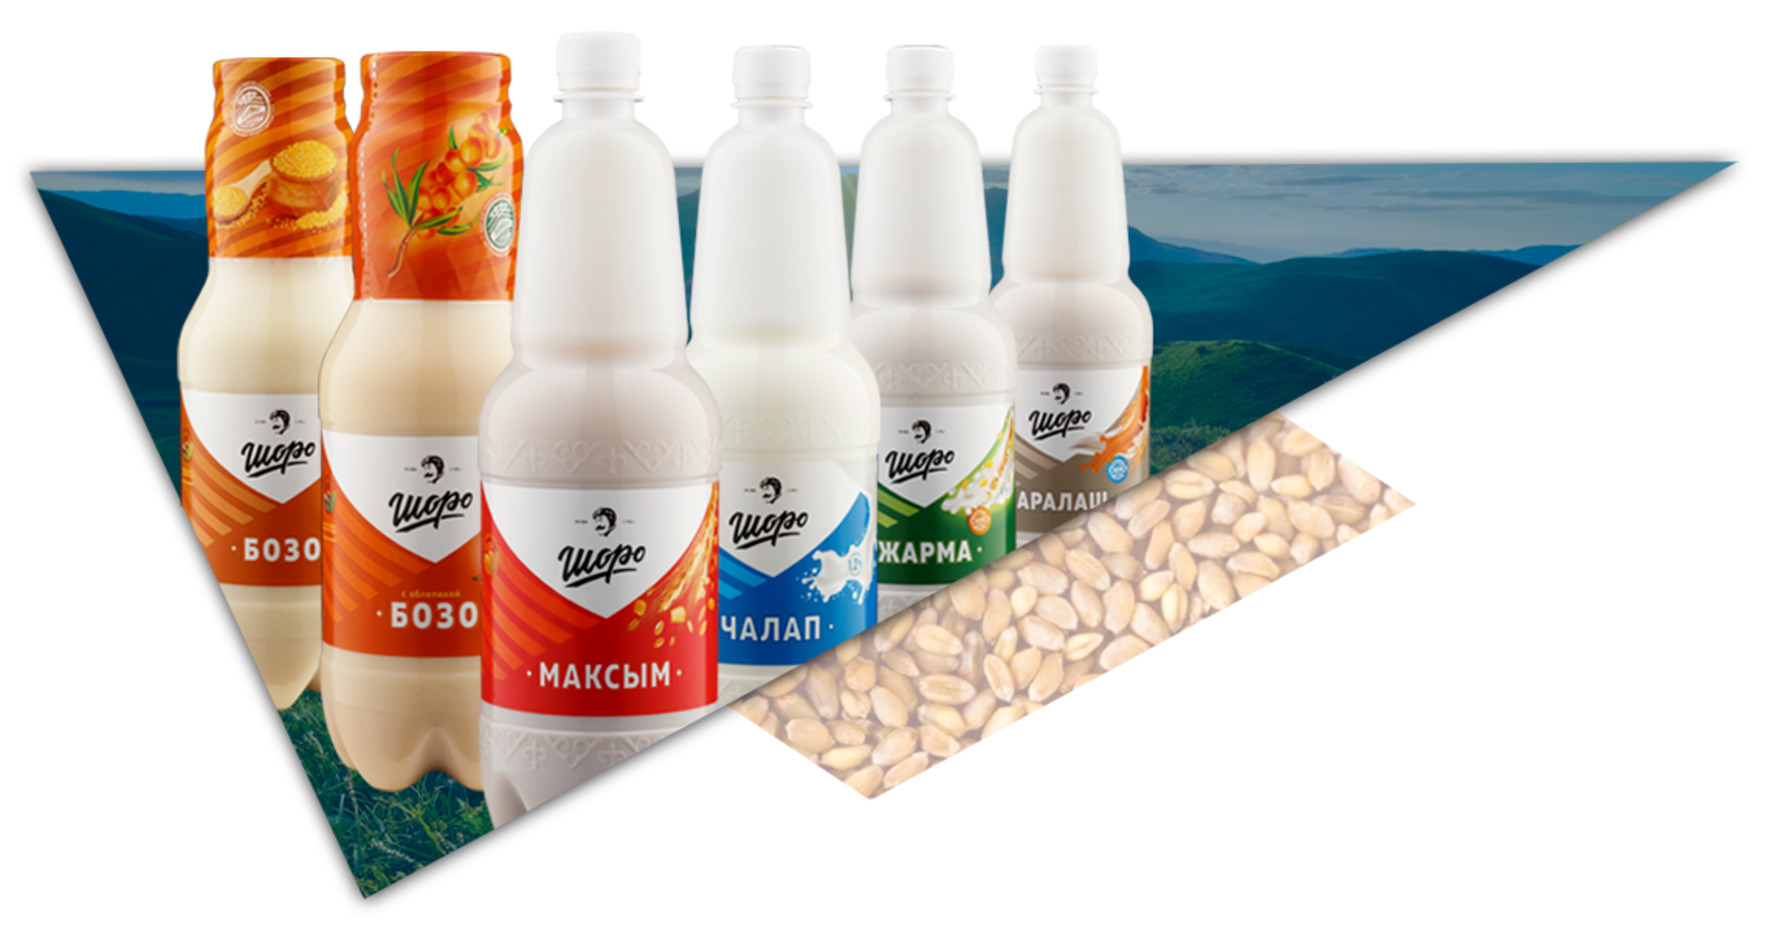 Шоро
· БОЗО
Шоро
с облепихой
· БОЗО
Шоро
· МАКСЫМ ·
Шоро
ЧАЛАП ·
Шоро
ЖАРМА ·
Шоро
АРАЛАШ